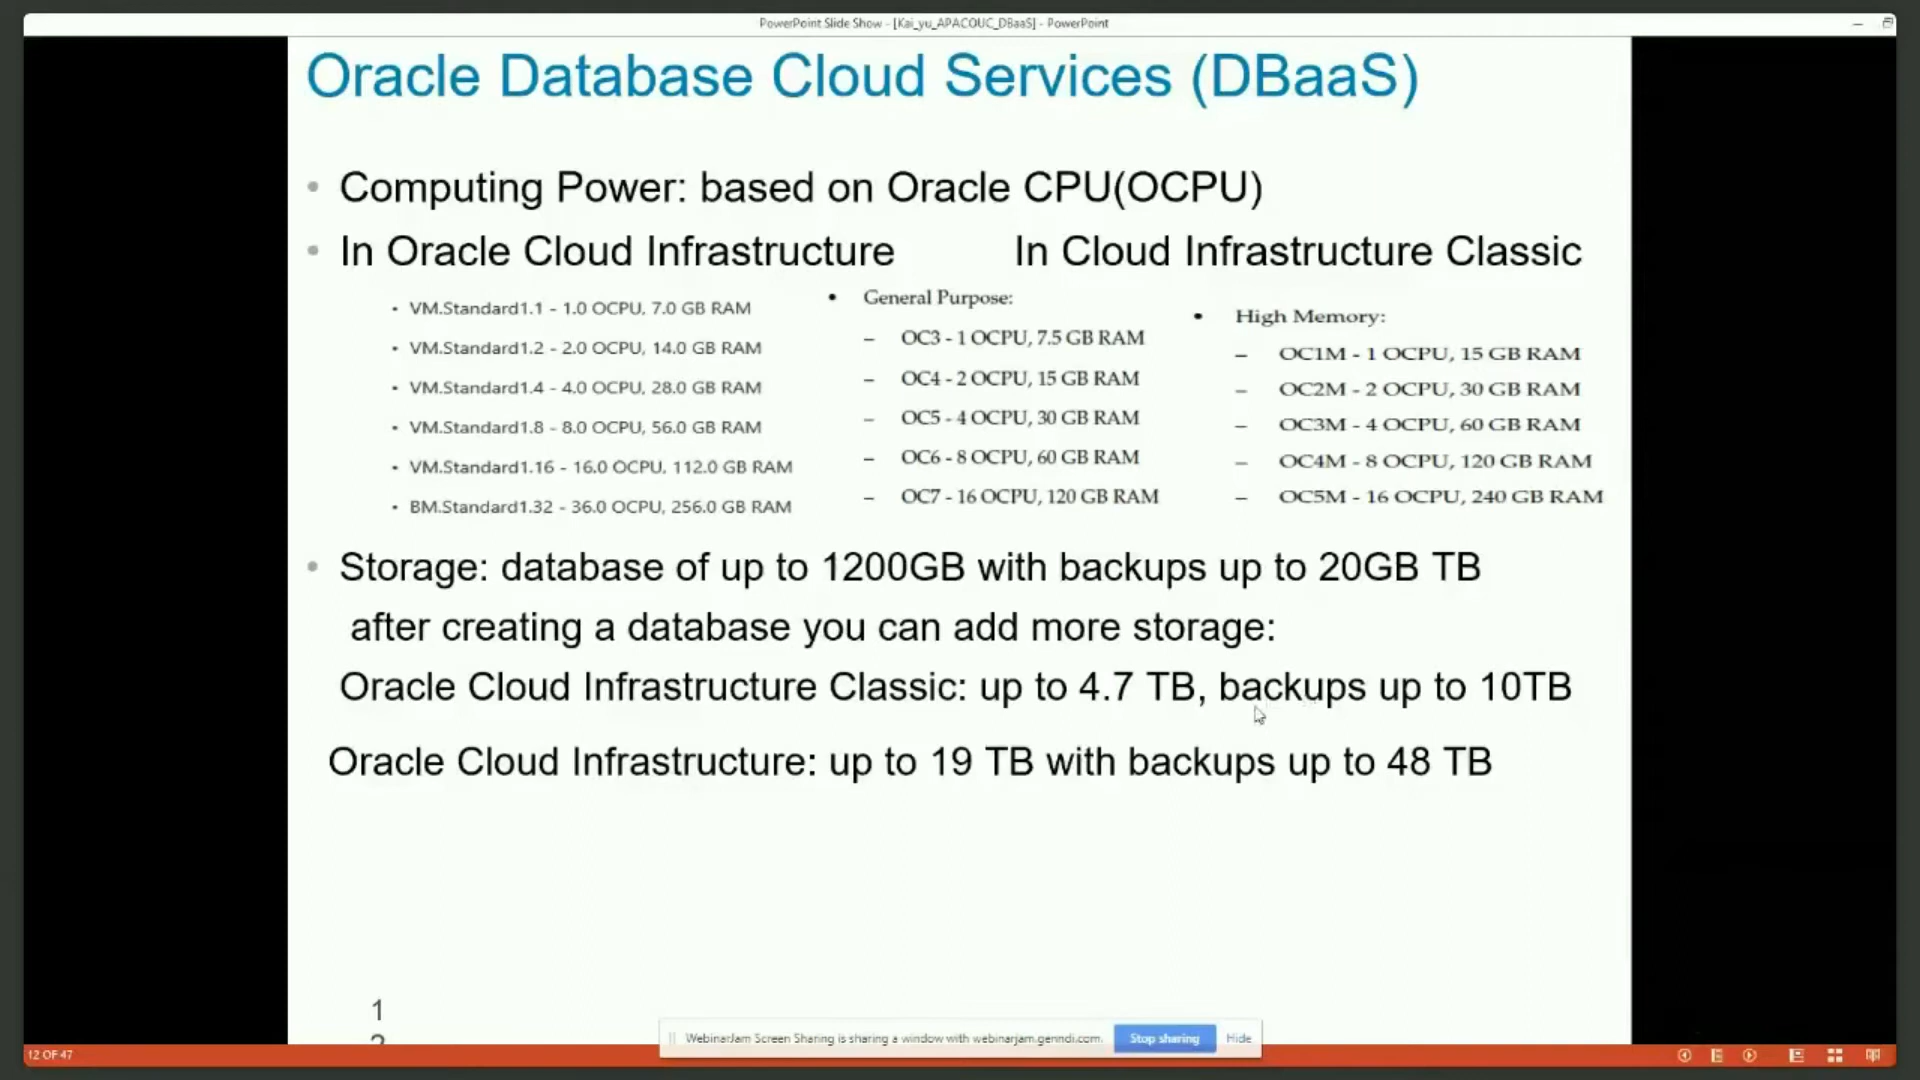 PowerPoint Slide Show - [Kai_yu_APACOUC_DBaaS] - PowerPoint
Oracle Database Cloud Services (DBaaS)
• Computing Power: based on Oracle CPU(OCPU)
• In Oracle Cloud Infrastructure In Cloud Infrastructure Classic
• VM.Standard1.1 - 1.0 OCPU, 7.0 GB RAM
• VM.Standard1.2 - 2.0 OCPU, 14.0 GB RAM
• VM.Standard1.4 - 4.0 OCPU, 28.0 GB RAM
• VM.Standard1.8 - 8.0 OCPU, 56.0 GB RAM
• VM.Standard1.16 - 16.0 OCPU, 112.0 GB RAM
• BM.Standard1.32 - 36.0 OCPU, 256.0 GB RAM
• General Purpose:
– OC3 - 1 OCPU, 7.5 GB RAM
– OC4 - 2 OCPU, 15 GB RAM
– OC5 - 4 OCPU, 30 GB RAM
– OC6 - 8 OCPU, 60 GB RAM
– OC7 - 16 OCPU, 120 GB RAM
• High Memory:
– OC1M - 1 OCPU, 15 GB RAM
– OC2M - 2 OCPU, 30 GB RAM
– OC3M - 4 OCPU, 60 GB RAM
– OC4M - 8 OCPU, 120 GB RAM
– OC5M - 16 OCPU, 240 GB RAM
• Storage: database of up to 1200GB with backups up to 20GB TB
after creating a database you can add more storage:
Oracle Cloud Infrastructure Classic: up to 4.7 TB, backups up to 10TB
Oracle Cloud Infrastructure: up to 19 TB with backups up to 48 TB
1
2
WebinarJam Screen Sharing is sharing a window with webinarjam.genndi.com. Stop sharing Hide
12 OF 47